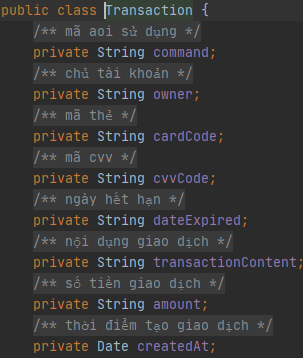 public class Transaction {
/** mã aoi sử dụng */
private String command;
/** chủ tài khoản */
private String owner;
/** mã thẻ */
private String cardCode;
/** mã cvv */
private String cvvCode;
/** ngày hết hạn */
private String dateExpired;
/** nội dụng giao dịch */
private String transactionContent;
/** số tiền giao dịch */
private String amount;
/** thời điểm tạo giao dịch */
private Date createdAt;